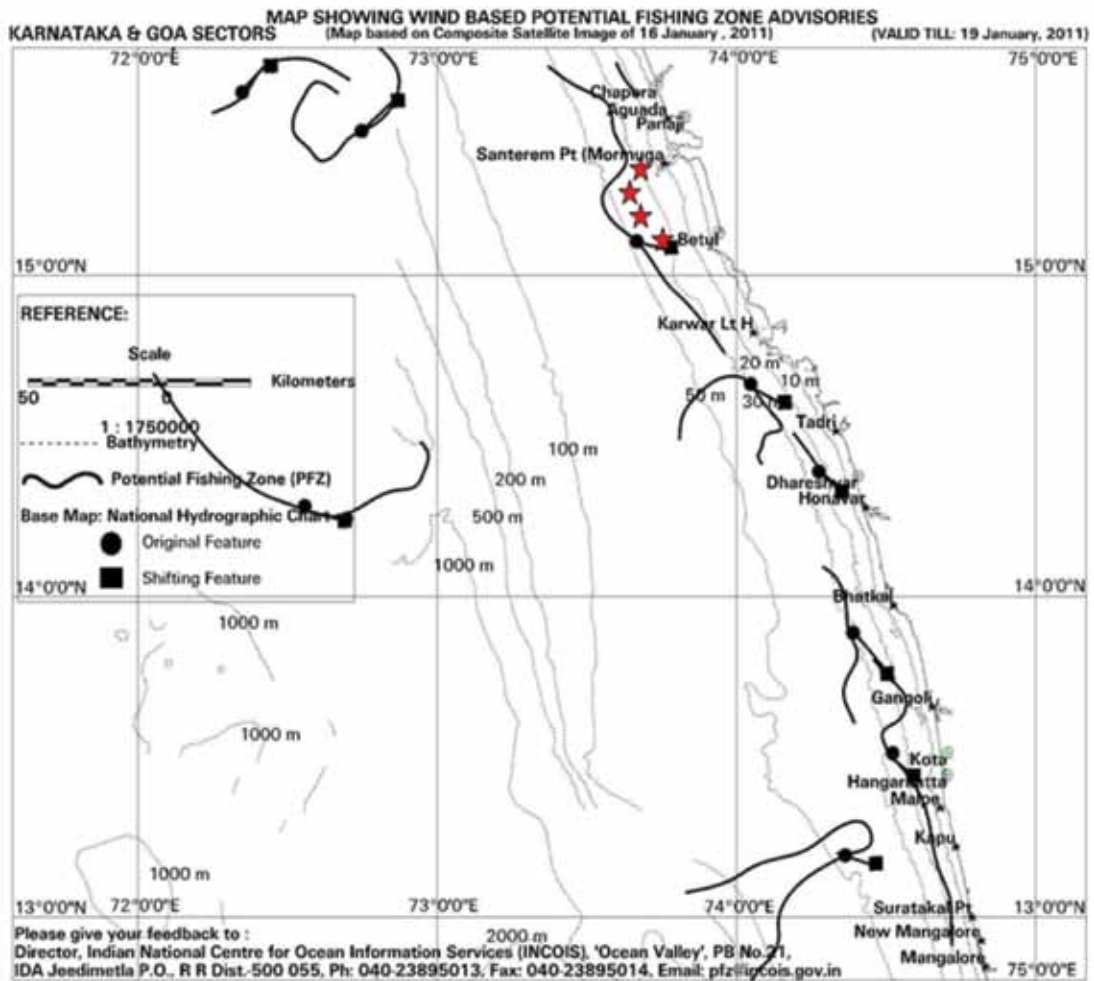 MAP SHOWING WIND BASED POTENTIAL FISHING ZONE ADVISORIES
KARNATAKA & GOA SECTORS
(Map based on Composite Satellite Image of 16 January , 2011)
(VALID TILL: 19 January, 2011)
72°0'0"E
73°0'0"E
74°0'0"E
75°0'0"E
Chapora
Aguada
Panaji
Santerem Pt (Mormuga
Betul
15°0'0"N
15°0'0"N
REFERENCE:
Scale
Kilometers
50
0
1 : 1750000
Bathymetry
Potential Fishing Zone (PFZ)
Base Map: National Hydrographic Chart
Original Feature
Shifting Feature
Karwar Lt H
20 m
10 m
50 m
30 m
Tadri
100 m
200 m
Dhareshwar
Honavar
500 m
1000 m
14°0'0"N
14°0'0"N
Bhatkal
1000 m
Gangoli
1000 m
Kota
Hangarkatta
Malpe
Kapu
1000 m
13°0'0"N
72°0'0"E
73°0'0"E
74°0'0"E
Suratakal Pt
13°0'0"N
New Mangalore
2000 m
Mangalore
75°0'0"E
Please give your feedback to :
Director, Indian National Centre for Ocean Information Services (INCOIS), 'Ocean Valley', PB No.21,
IDA Jeedimetla P.O., R R Dist.-500 055, Ph: 040-23895013, Fax: 040-23895014, Email: pfz@incois.gov.in